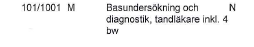 101/1001 M Basundersökning och N
diagnostik, tandläkare inkl. 4
bw